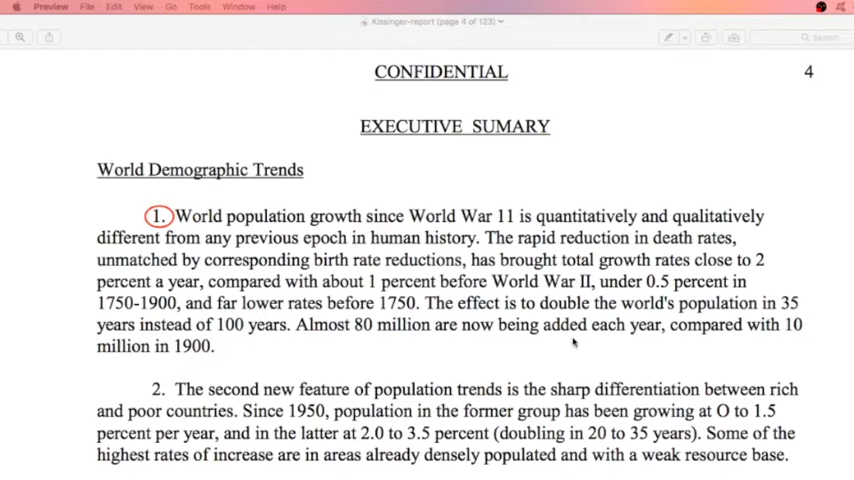 Preview File Edit View Go Tools Window Help
Kissinger-report (page 4 of 123)
Search
CONFIDENTIAL 4
EXECUTIVE SUMARY
World Demographic Trends
1. World population growth since World War 11 is quantitatively and qualitatively
different from any previous epoch in human history. The rapid reduction in death rates,
unmatched by corresponding birth rate reductions, has brought total growth rates close to 2
percent a year, compared with about 1 percent before World War II, under 0.5 percent in
1750-1900, and far lower rates before 1750. The effect is to double the world's population in 35
years instead of 100 years. Almost 80 million are now being added each year, compared with 10
million in 1900.
2. The second new feature of population trends is the sharp differentiation between rich
and poor countries. Since 1950, population in the former group has been growing at O to 1.5
percent per year, and in the latter at 2.0 to 3.5 percent (doubling in 20 to 35 years). Some of the
highest rates of increase are in areas already densely populated and with a weak resource base.